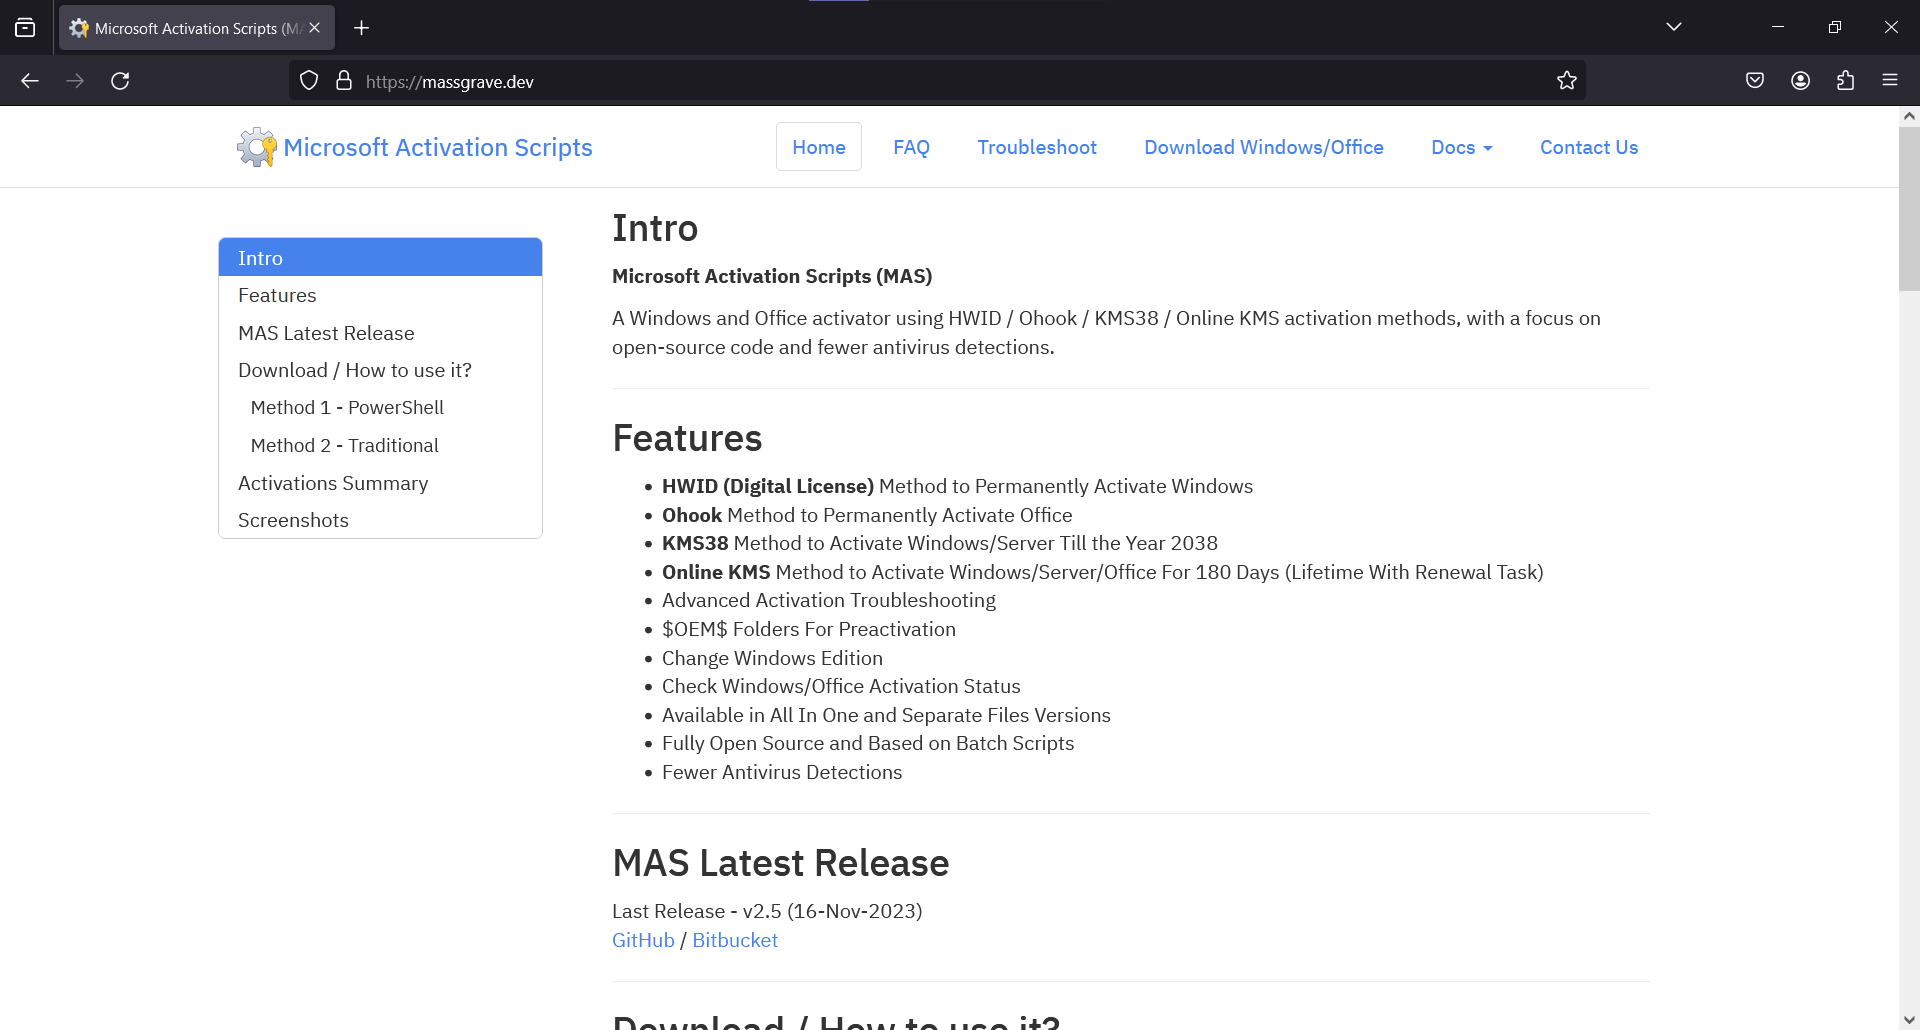 Microsoft Activation Scripts (MA
https://massgrave.dev
Microsoft Activation Scripts
Home
FAQ
Troubleshoot
Download Windows/Office
Docs
Contact Us
Intro
Features
MAS Latest Release
Download / How to use it?
Method 1 - PowerShell
Method 2 - Traditional
Activations Summary
Screenshots
Intro
Microsoft Activation Scripts (MAS)
A Windows and Office activator using HWID / Ohook / KMS38 / Online KMS activation methods, with a focus on
open-source code and fewer antivirus detections.
Features
HWID (Digital License) Method to Permanently Activate Windows
Ohook Method to Permanently Activate Office
KMS38 Method to Activate Windows/Server Till the Year 2038
Online KMS Method to Activate Windows/Server/Office For 180 Days (Lifetime With Renewal Task)
Advanced Activation Troubleshooting
$OEM$ Folders For Preactivation
Change Windows Edition
Check Windows/Office Activation Status
Available in All In One and Separate Files Versions
Fully Open Source and Based on Batch Scripts
Fewer Antivirus Detections
MAS Latest Release
Last Release - v2.5 (16-Nov-2023)
GitHub / Bitbucket
Download / How to use it?